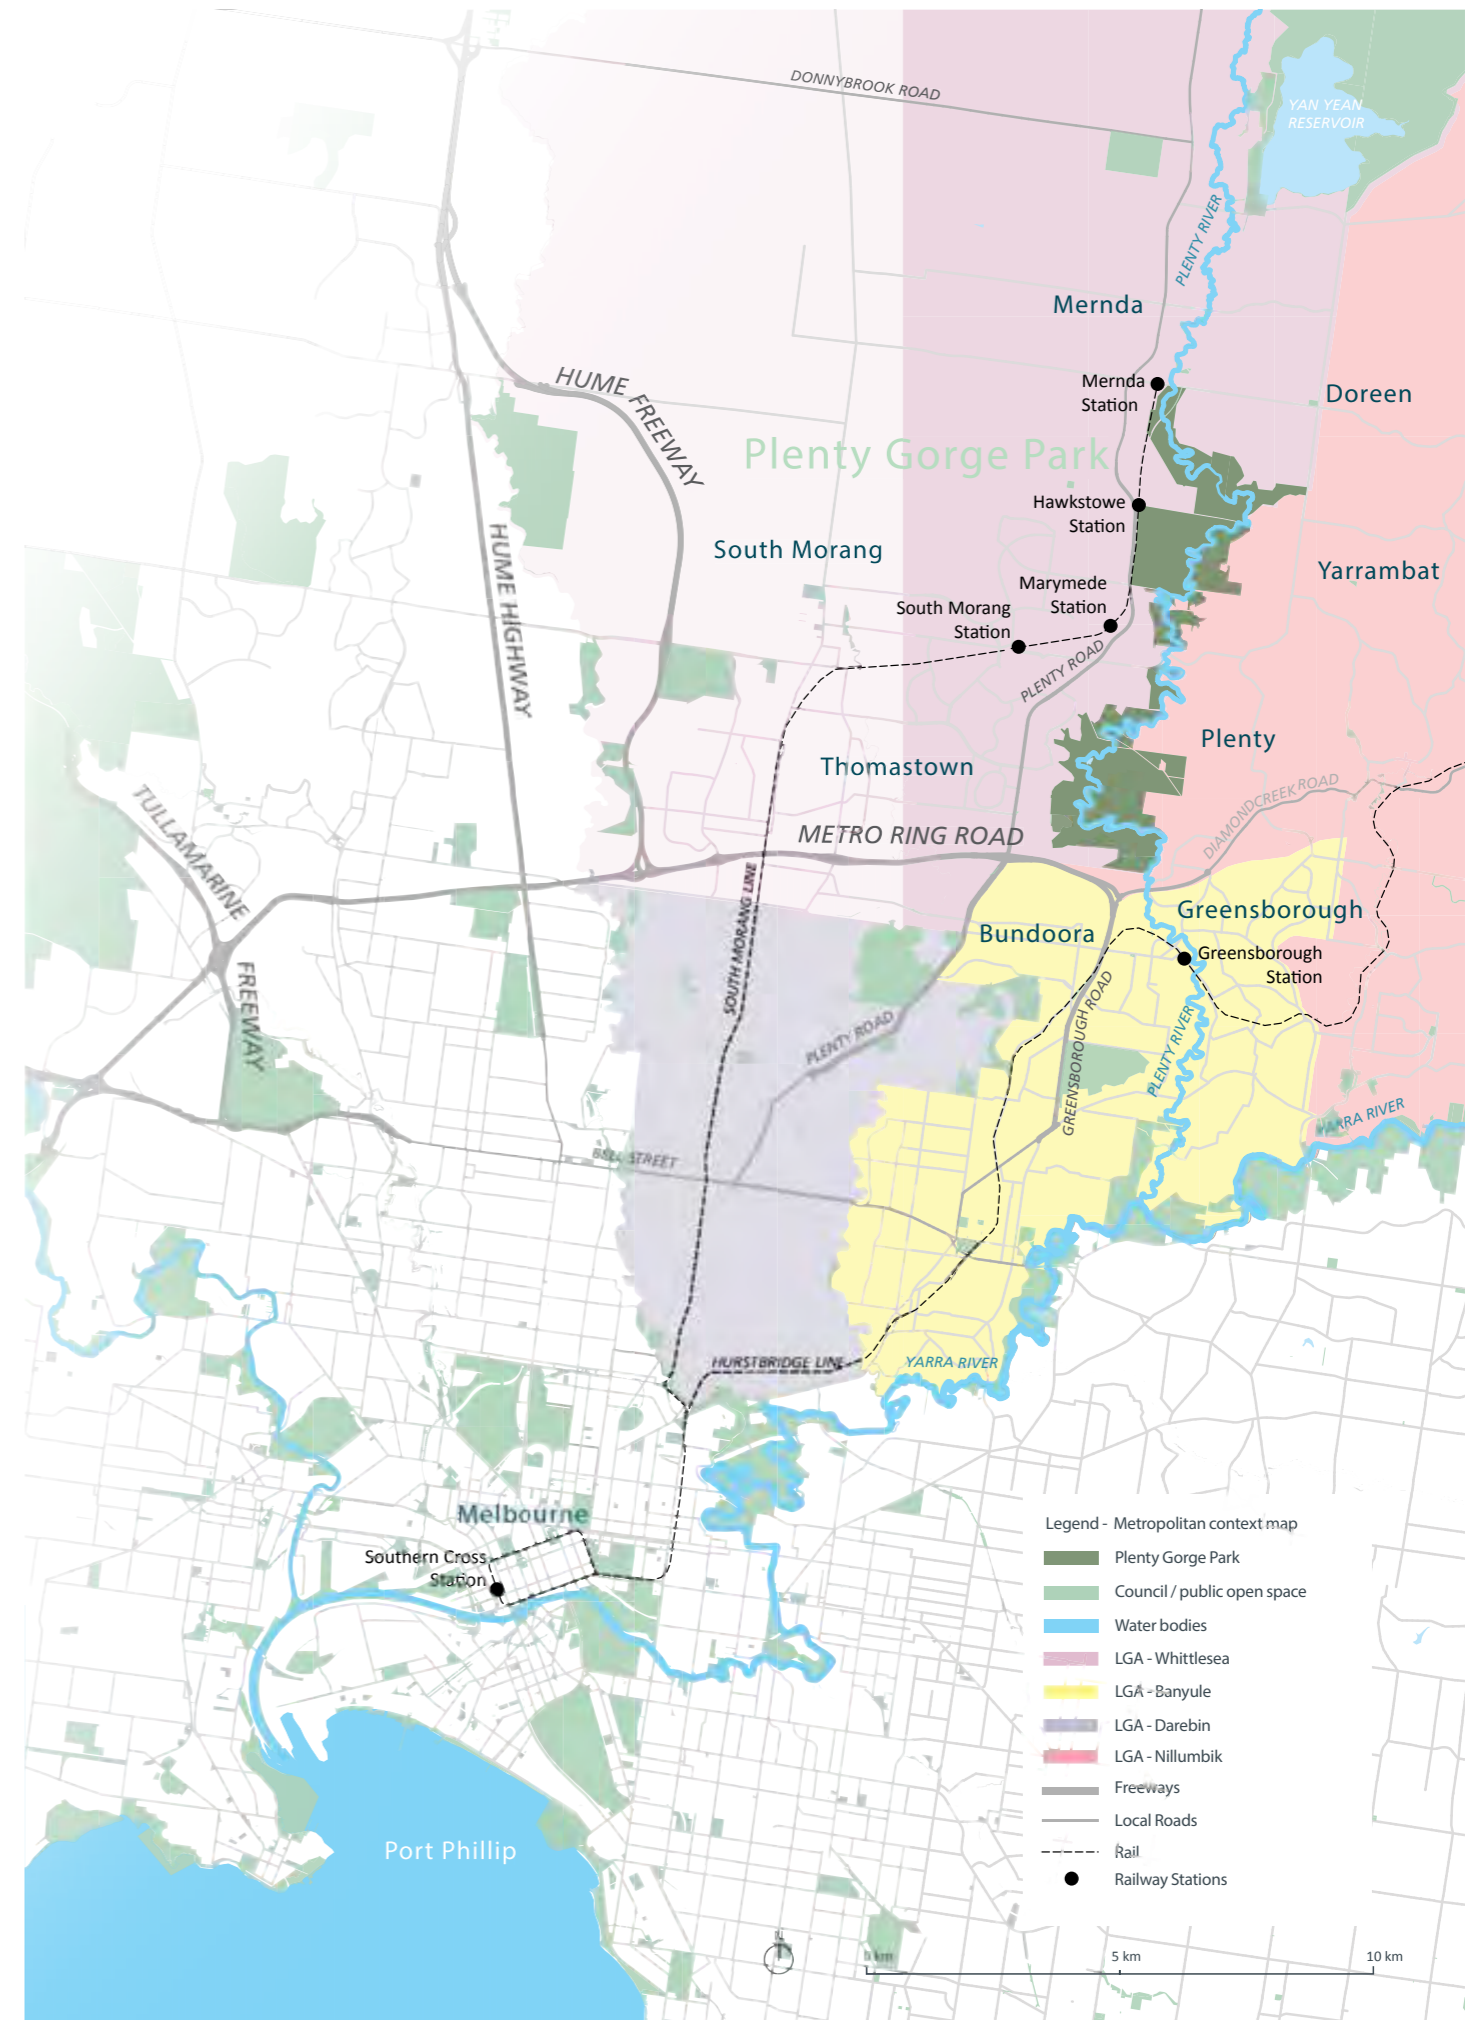 DONNYBROOK ROAD
YAN YEAN
RESERVOIR
PLENTY RIVER
Mernda
Mernda
Station
Doreen
HUME FREEWAY
Plenty Gorge Park
Hawkstowe
Station
HUME HIGHWAY
South Morang
Yarrambat
Marymede
Station
South Morang
Station
PLENTY ROAD
Plenty
Thomastown
DIAMONDCREEK ROAD
TULLAMARINE
FREEWAY
METRO RING ROAD
SOUTH MORANG LINE
Greensborough
Bundoora
Greensborough
Station
GREENSBOROUGH ROAD
PLENTY ROAD
PLENTY RIVER
YARRA RIVER
BELL STREET
HURSTBRIDGE LINE
YARRA RIVER
Melbourne
Southern Cross
Station
Port Phillip
Legend - Metropolitan context map
Plenty Gorge Park
Council / public open space
Water bodies
LGA - Whittlesea
LGA - Banyule
LGA - Darebin
LGA - Nillumbik
Freeways
Local Roads
Rail
Railway Stations
N
km
5 km
10 km